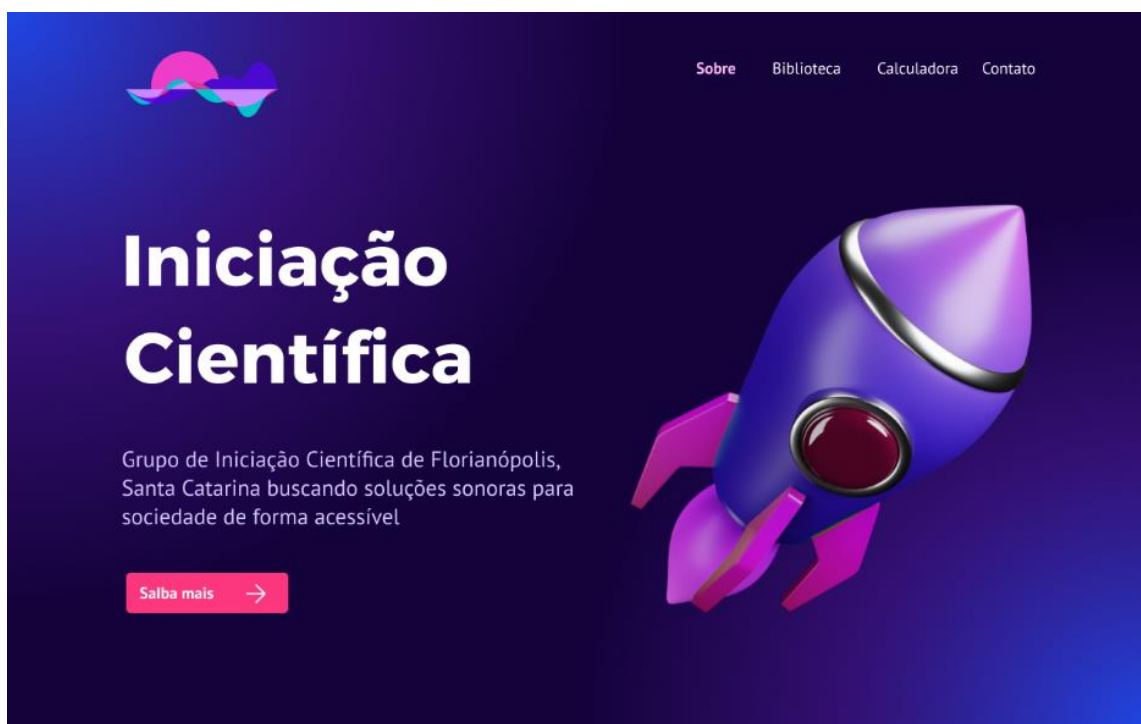 Sobre Biblioteca Calculadora Contato
Iniciação
Científica
Grupo de Iniciação Científica de Florianópolis,
Santa Catarina buscando soluções sonoras para
sociedade de forma acessível
Salba mais